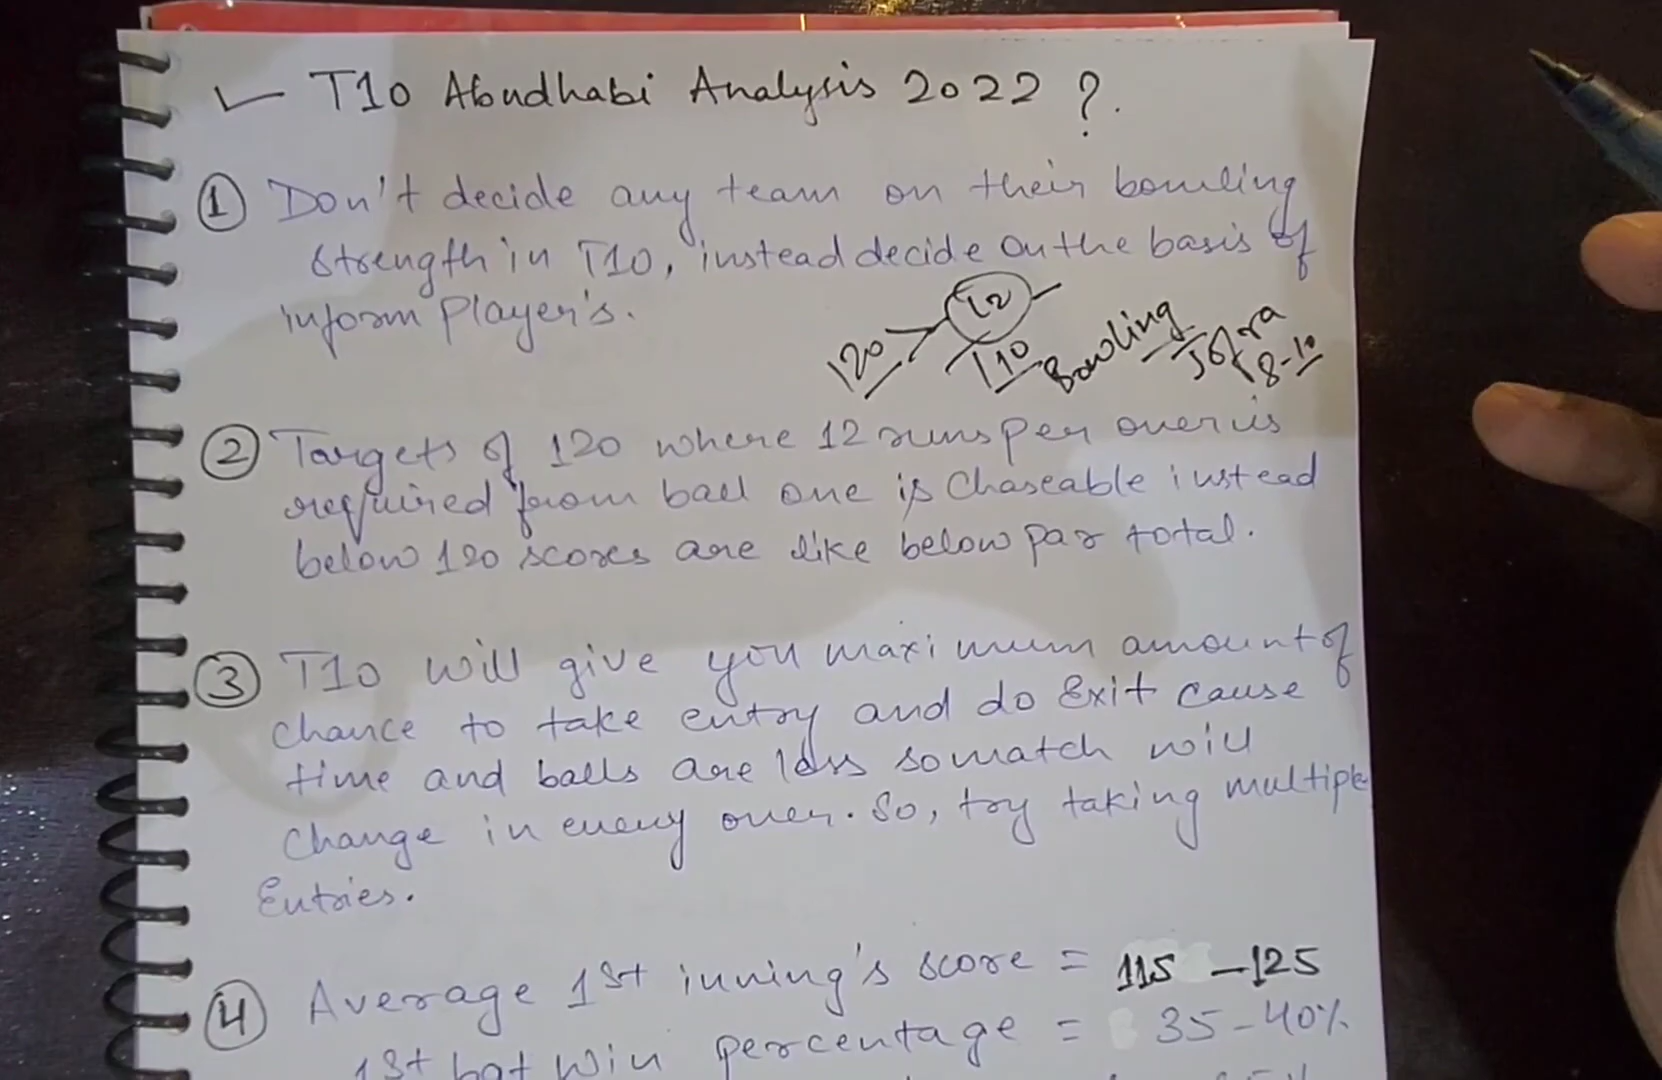 T10 Abudhabi Analysis 2022 ?.
① Don't decide any team on their bowling
strength in T10, instead decide on the basis of
inform Player's.
120 > 12
T10 Bowling Jofra
8-10
② Targets of 120 where 12 runs per over is
required from ball one is chaseable instead
below 120 scores are like below par total.
③ T10 will give you maximum amount of
chance to take entry and do Exit cause
time and balls are less so match will
change in every over. So, try taking multiple
Entries.
④ Average 1st inning's score = 115 - 125
1st bat win percentage = 35-40%